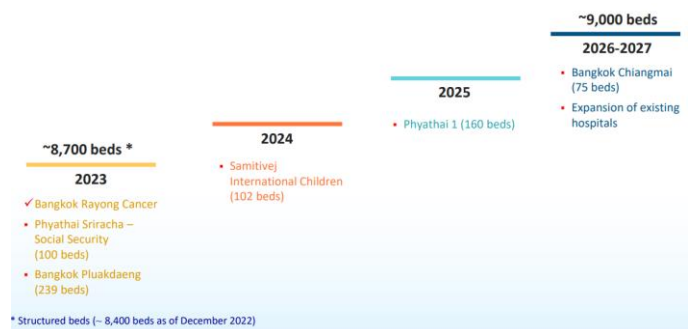 ~8,700 beds *
2023
✓Bangkok Rayong Cancer
• Phyathai Sriracha –
Social Security
(100 beds)
• Bangkok Pluakdaeng
(239 beds)
2024
• Samitivej
International Children
(102 beds)
2025
• Phyathai 1 (160 beds)
~9,000 beds
2026-2027
• Bangkok Chiangmai
(75 beds)
• Expansion of existing
hospitals
* Structured beds (~ 8,400 beds as of December 2022)